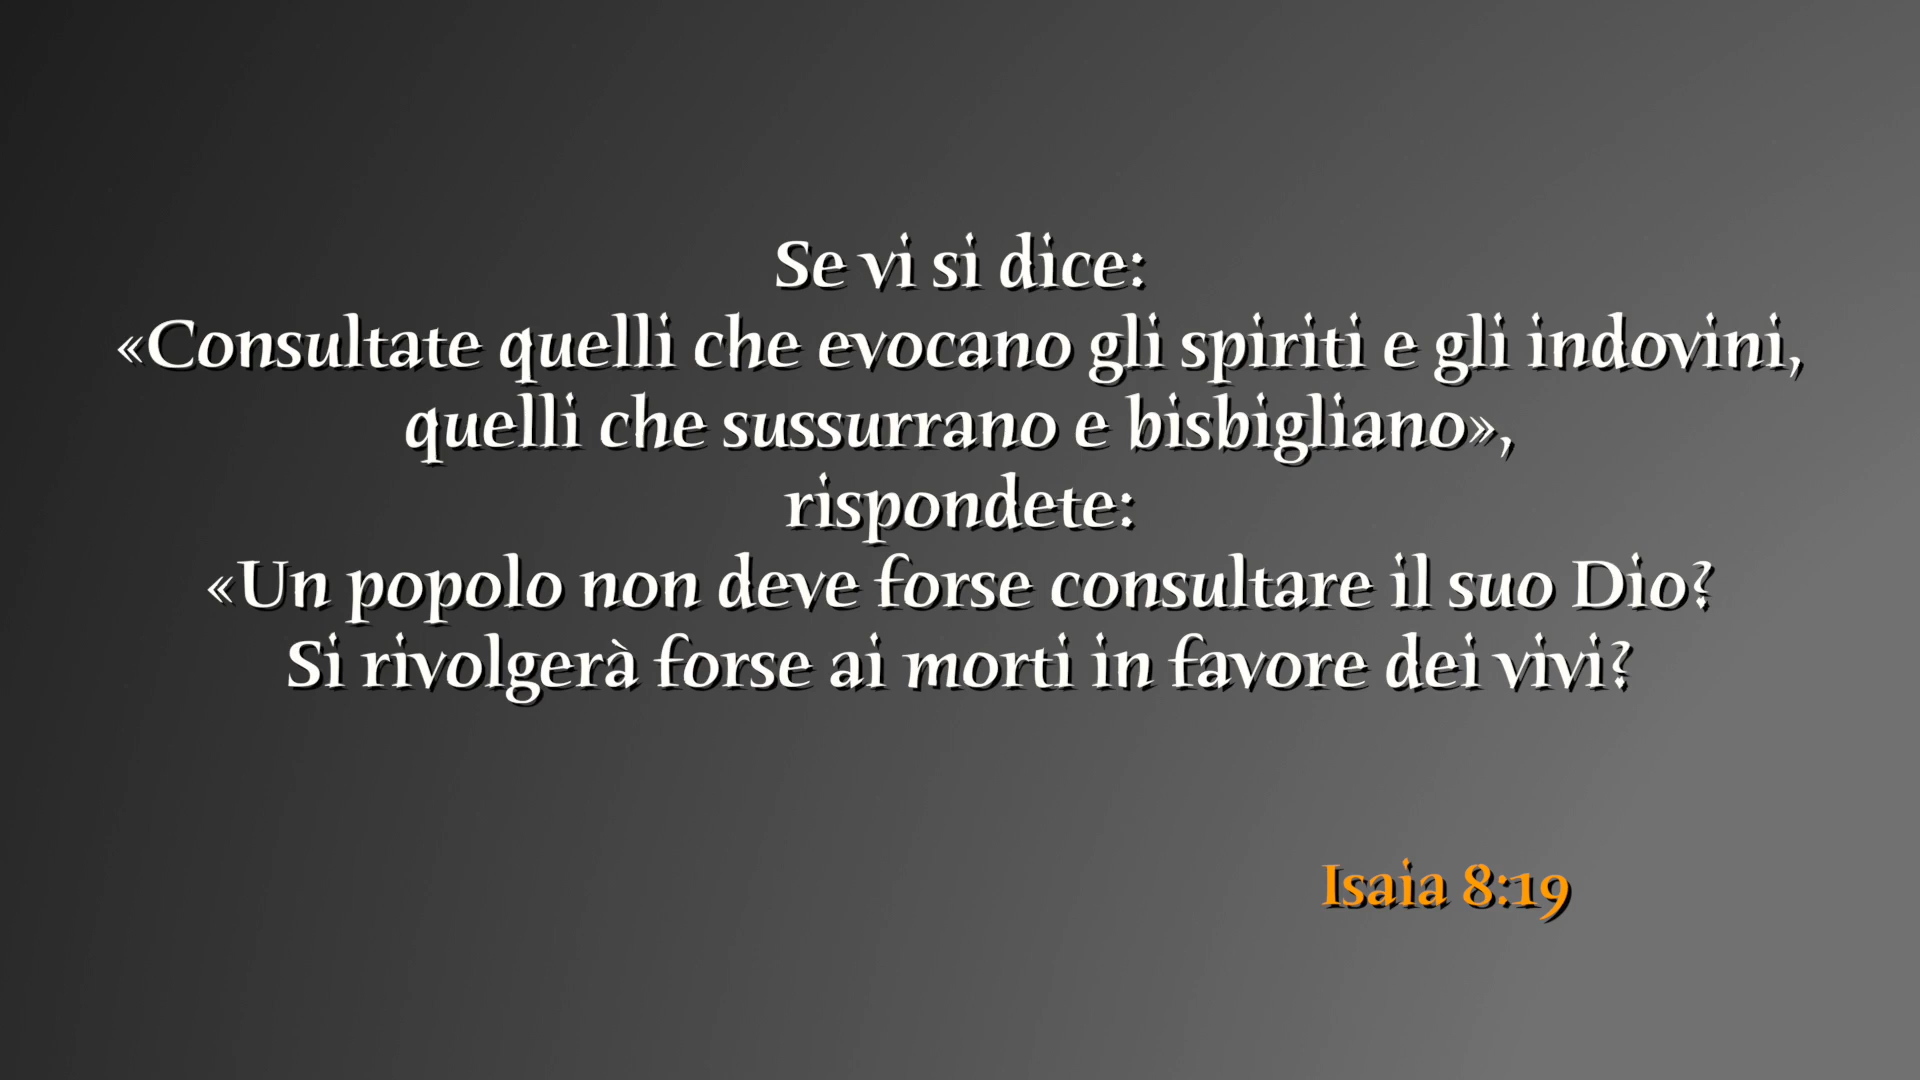 Se vi si dice:
«Consultate quelli che evocano gli spiriti e gli indovini,
quelli che sussurrano e bisbigliano»,
rispondete:
«Un popolo non deve forse consultare il suo Dio?
Si rivolgerà forse ai morti in favore dei vivi?
Isaia 8:19